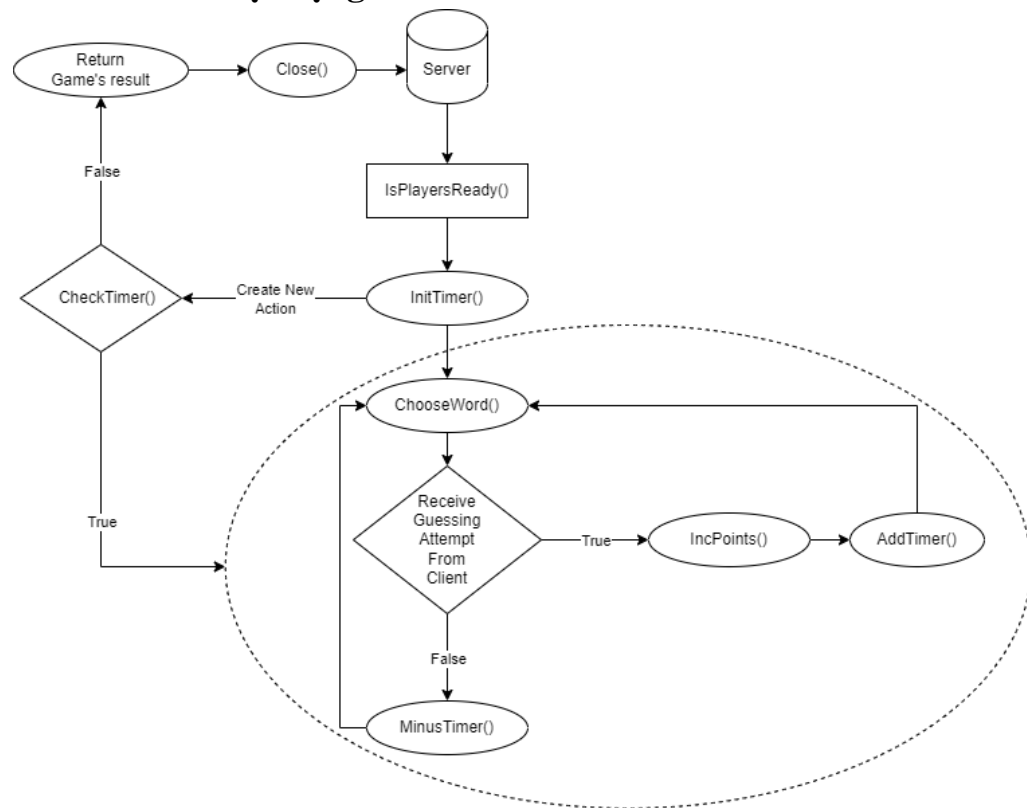 Return
Game's result
Close()
Server
False
IsPlayersReady()
CheckTimer()
Create New
Action
InitTimer()
ChooseWord()
Receive
Guessing
Attempt
From
Client
True
True
IncPoints()
AddTimer()
False
MinusTimer()